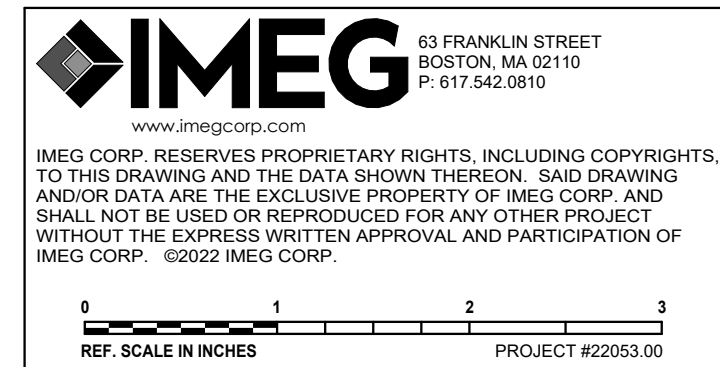 IMEG
63 FRANKLIN STREET
BOSTON, MA 02110
P: 617.542.0810
www.imegcorp.com
IMEG CORP. RESERVES PROPRIETARY RIGHTS, INCLUDING COPYRIGHTS,
TO THIS DRAWING AND THE DATA SHOWN THEREON. SAID DRAWING
AND/OR DATA ARE THE EXCLUSIVE PROPERTY OF IMEG CORP. AND
SHALL NOT BE USED OR REPRODUCED FOR ANY OTHER PROJECT
WITHOUT THE EXPRESS WRITTEN APPROVAL AND PARTICIPATION OF
IMEG CORP. ©2022 IMEG CORP.
0 1 2 3
REF. SCALE IN INCHES PROJECT #22053.00